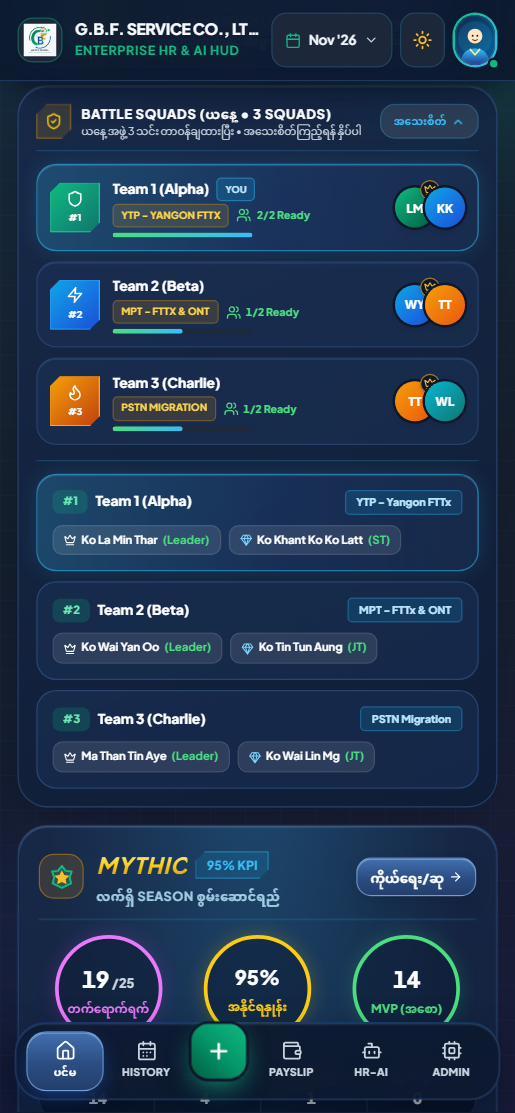 G.B.F. SERVICE CO., LT...
ENTERPRISE HR & AI HUD
Nov '26
BATTLE SQUADS (ယနေ့ • 3 SQUADS)
ယနေ့ အဖွဲ့ 3 သင်း တာဝန်ချထားပြီး • အသေးစိတ်ကြည့်ရန် နှိပ်ပါ
အသေးစိတ်
Team 1 (Alpha) YOU
#1
YTP - YANGON FTTX 2/2 Ready
LM KK
Team 2 (Beta)
#2
MPT - FTTX & ONT 1/2 Ready
WY TT
Team 3 (Charlie)
#3
PSTN MIGRATION 1/2 Ready
TT WL
#1 Team 1 (Alpha) YTP - Yangon FTTx
Ko La Min Thar (Leader) Ko Khant Ko Ko Latt (ST)
#2 Team 2 (Beta) MPT - FTTx & ONT
Ko Wai Yan Oo (Leader) Ko Tin Tun Aung (JT)
#3 Team 3 (Charlie) PSTN Migration
Ma Than Tin Aye (Leader) Ko Wai Lin Mg (JT)
MYTHIC 95% KPI
လက်ရှိ SEASON စွမ်းဆောင်ရည်
ကိုယ်ရေး/ဆု →
19 /25
တက်ရောက်ရက်
95%
အနိုင်ရနှုန်း
14
MVP (အစော)
ပင်မ
HISTORY
PAYSLIP
HR-AI
ADMIN